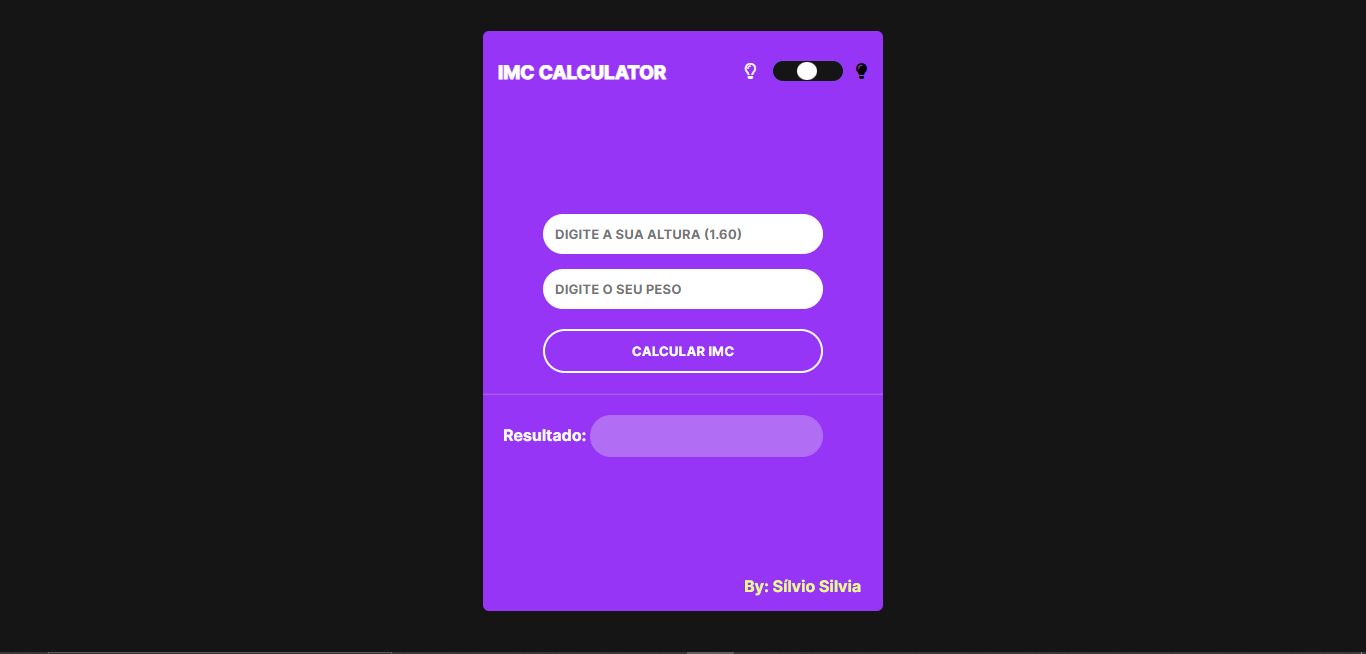 IMC CALCULATOR
DIGITE A SUA ALTURA (1.60)
DIGITE O SEU PESO
CALCULAR IMC
Resultado:
By: Sílvio Silvia